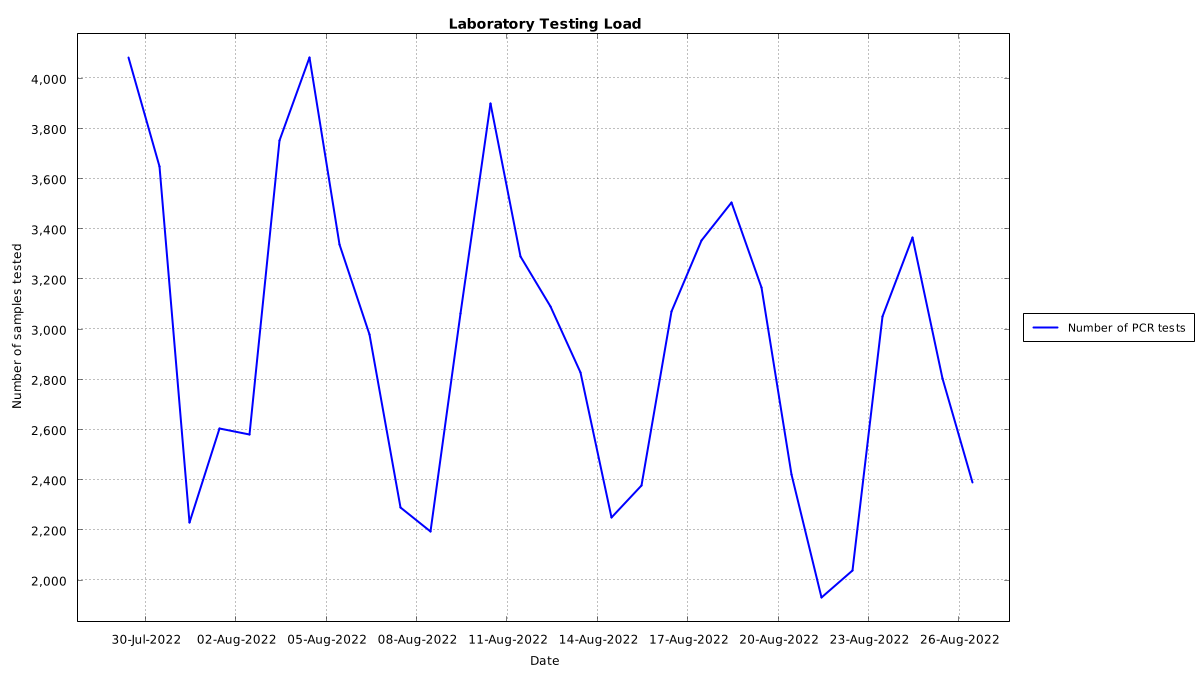 Laboratory Testing Load
Number of samples tested
4,000
3,800
3,600
3,400
3,200
3,000
2,800
2,600
2,400
2,200
2,000
30-Jul-2022 02-Aug-2022 05-Aug-2022 08-Aug-2022 11-Aug-2022 14-Aug-2022 17-Aug-2022 20-Aug-2022 23-Aug-2022 26-Aug-2022
Date
Number of PCR tests